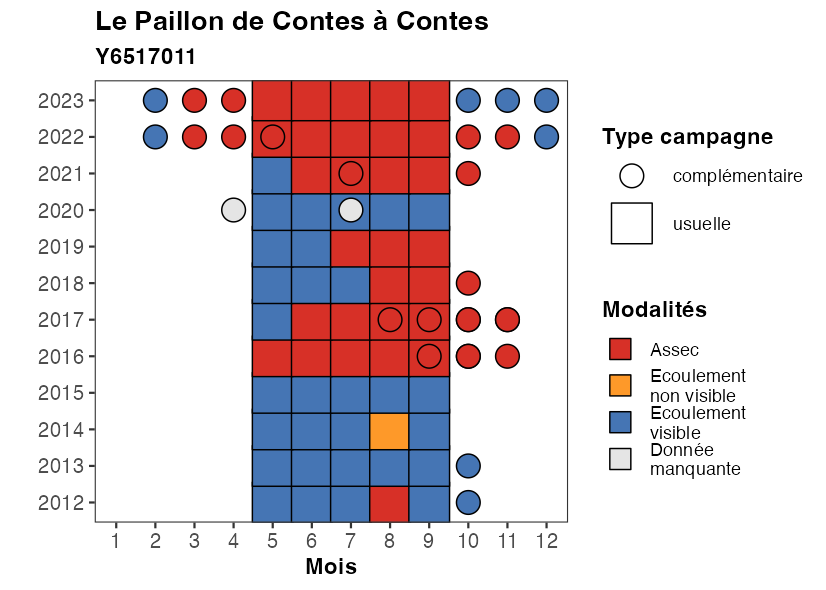 Le Paillon de Contes à Contes
Y6517011
2023
2022
2021
2020
2019
2018
2017
2016
2015
2014
2013
2012
1 2 3 4 5 6 7 8 9 10 11 12
Mois
Type campagne
complémentaire
usuelle
Modalités
Assec
Ecoulement
non visible
Ecoulement
visible
Donnée
manquante